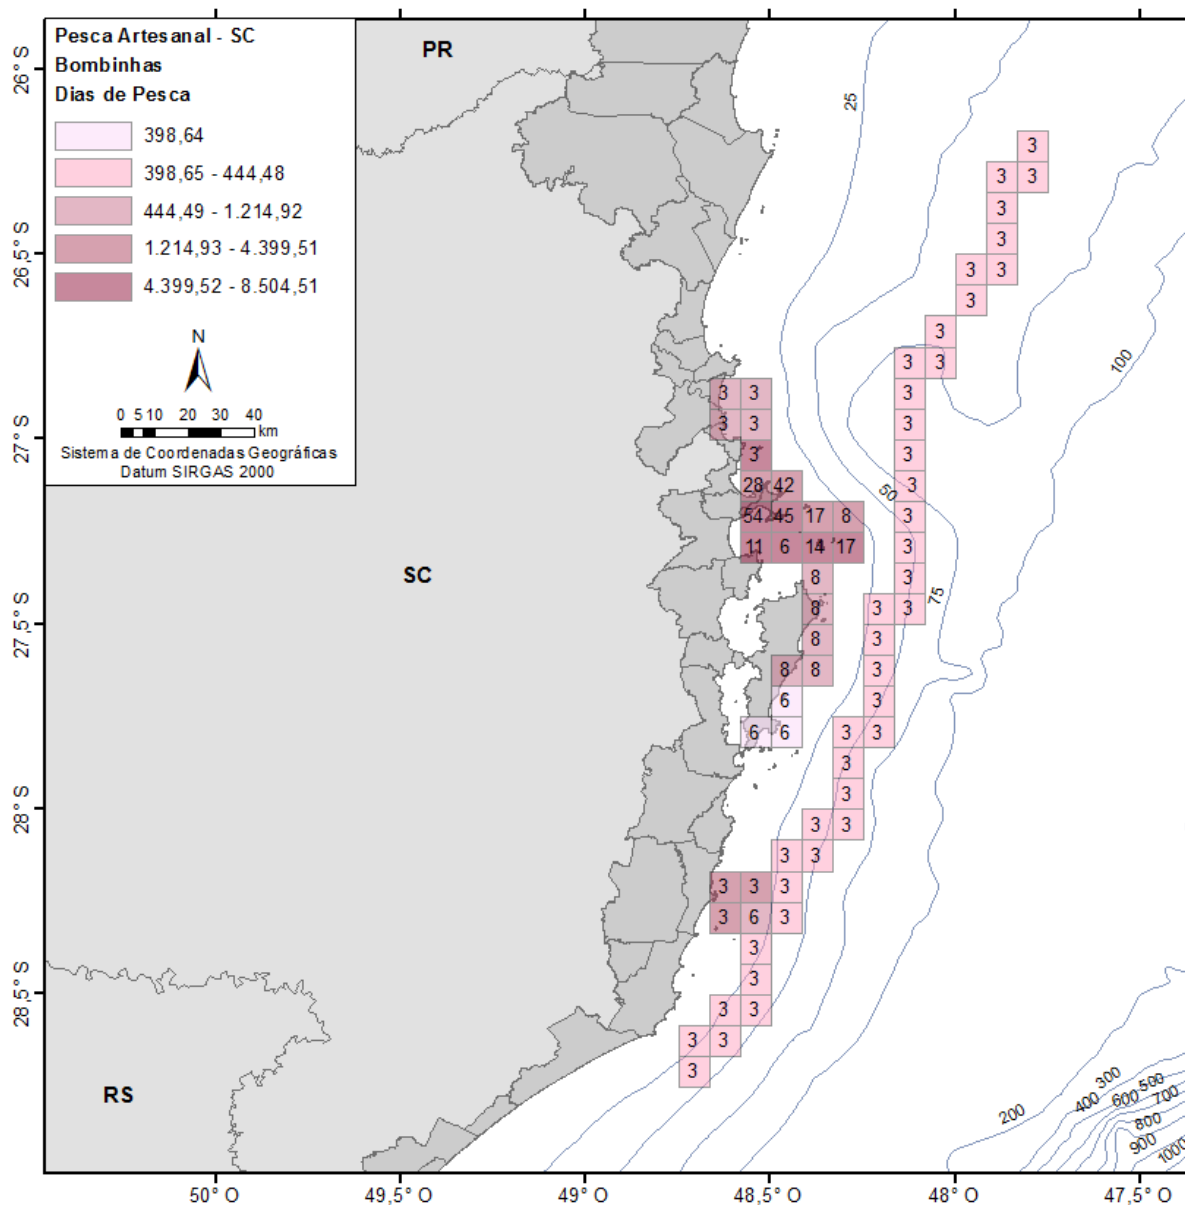 Pesca Artesanal - SC
Bombinhas
Dias de Pesca
398,64
398,65 - 444,48
444,49 - 1.214,92
1.214,93 - 4.399,51
4.399,52 - 8.504,51
N
0 5 10 20 30 40
km
Sistema de Coordenadas Geográficas
Datum SIRGAS 2000
PR
SC
RS
26° S
26,5° S
27° S
27,5° S
28° S
28,5° S
50° O
49,5° O
49° O
48,5° O
48° O
47,5° O
25
100
50
75
200
300
400
500
600
700
800
900
1000
3
3 3
3
3
3 3
3
3
3 3
3 3 3
3 3 3
3 3
28 42 3
54 45 17 8 3
11 6 14 17 3
8 3
8 3 3
8 3
8 8 3
6 3
6 6 3 3
3
3
3 3
3 3
3 3 3
3 6 3
3
3
3 3
3 3
3